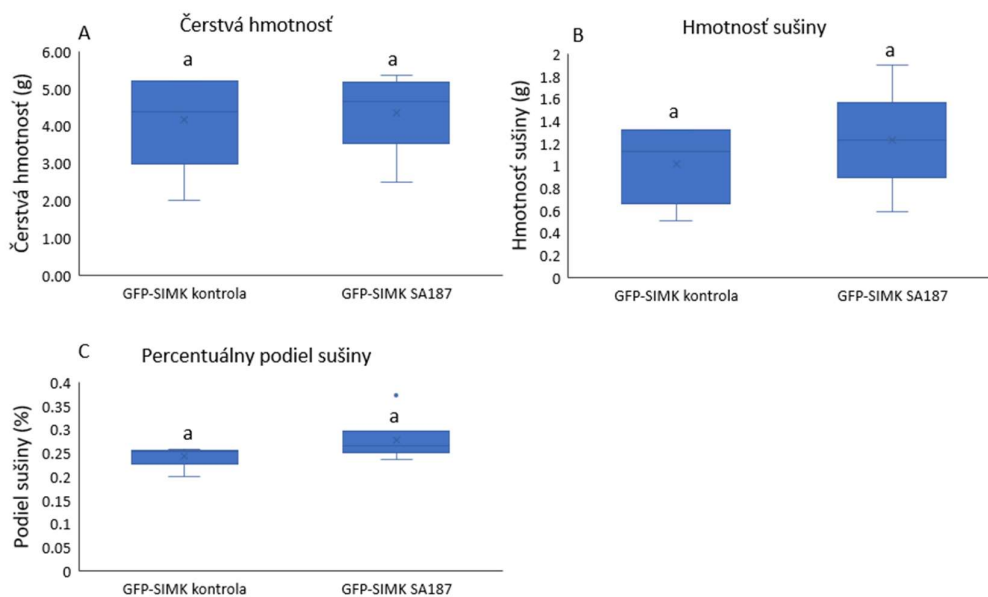 A
Čerstvá hmotnosť
Čerstvá hmotnosť (g)
6.00
5.00
4.00
3.00
2.00
1.00
0.00
a
a
GFP-SIMK kontrola
GFP-SIMK SA187
B
Hmotnosť sušiny
Hmotnosť sušiny (g)
2
1.8
1.6
1.4
1.2
1
0.8
0.6
0.4
0.2
0
a
a
GFP-SIMK kontrola
GFP-SIMK SA187
C
Percentuálny podiel sušiny
Podiel sušiny (%)
0.4
0.35
0.3
0.25
0.2
0.15
0.1
0.05
0
a
a
GFP-SIMK kontrola
GFP-SIMK SA187